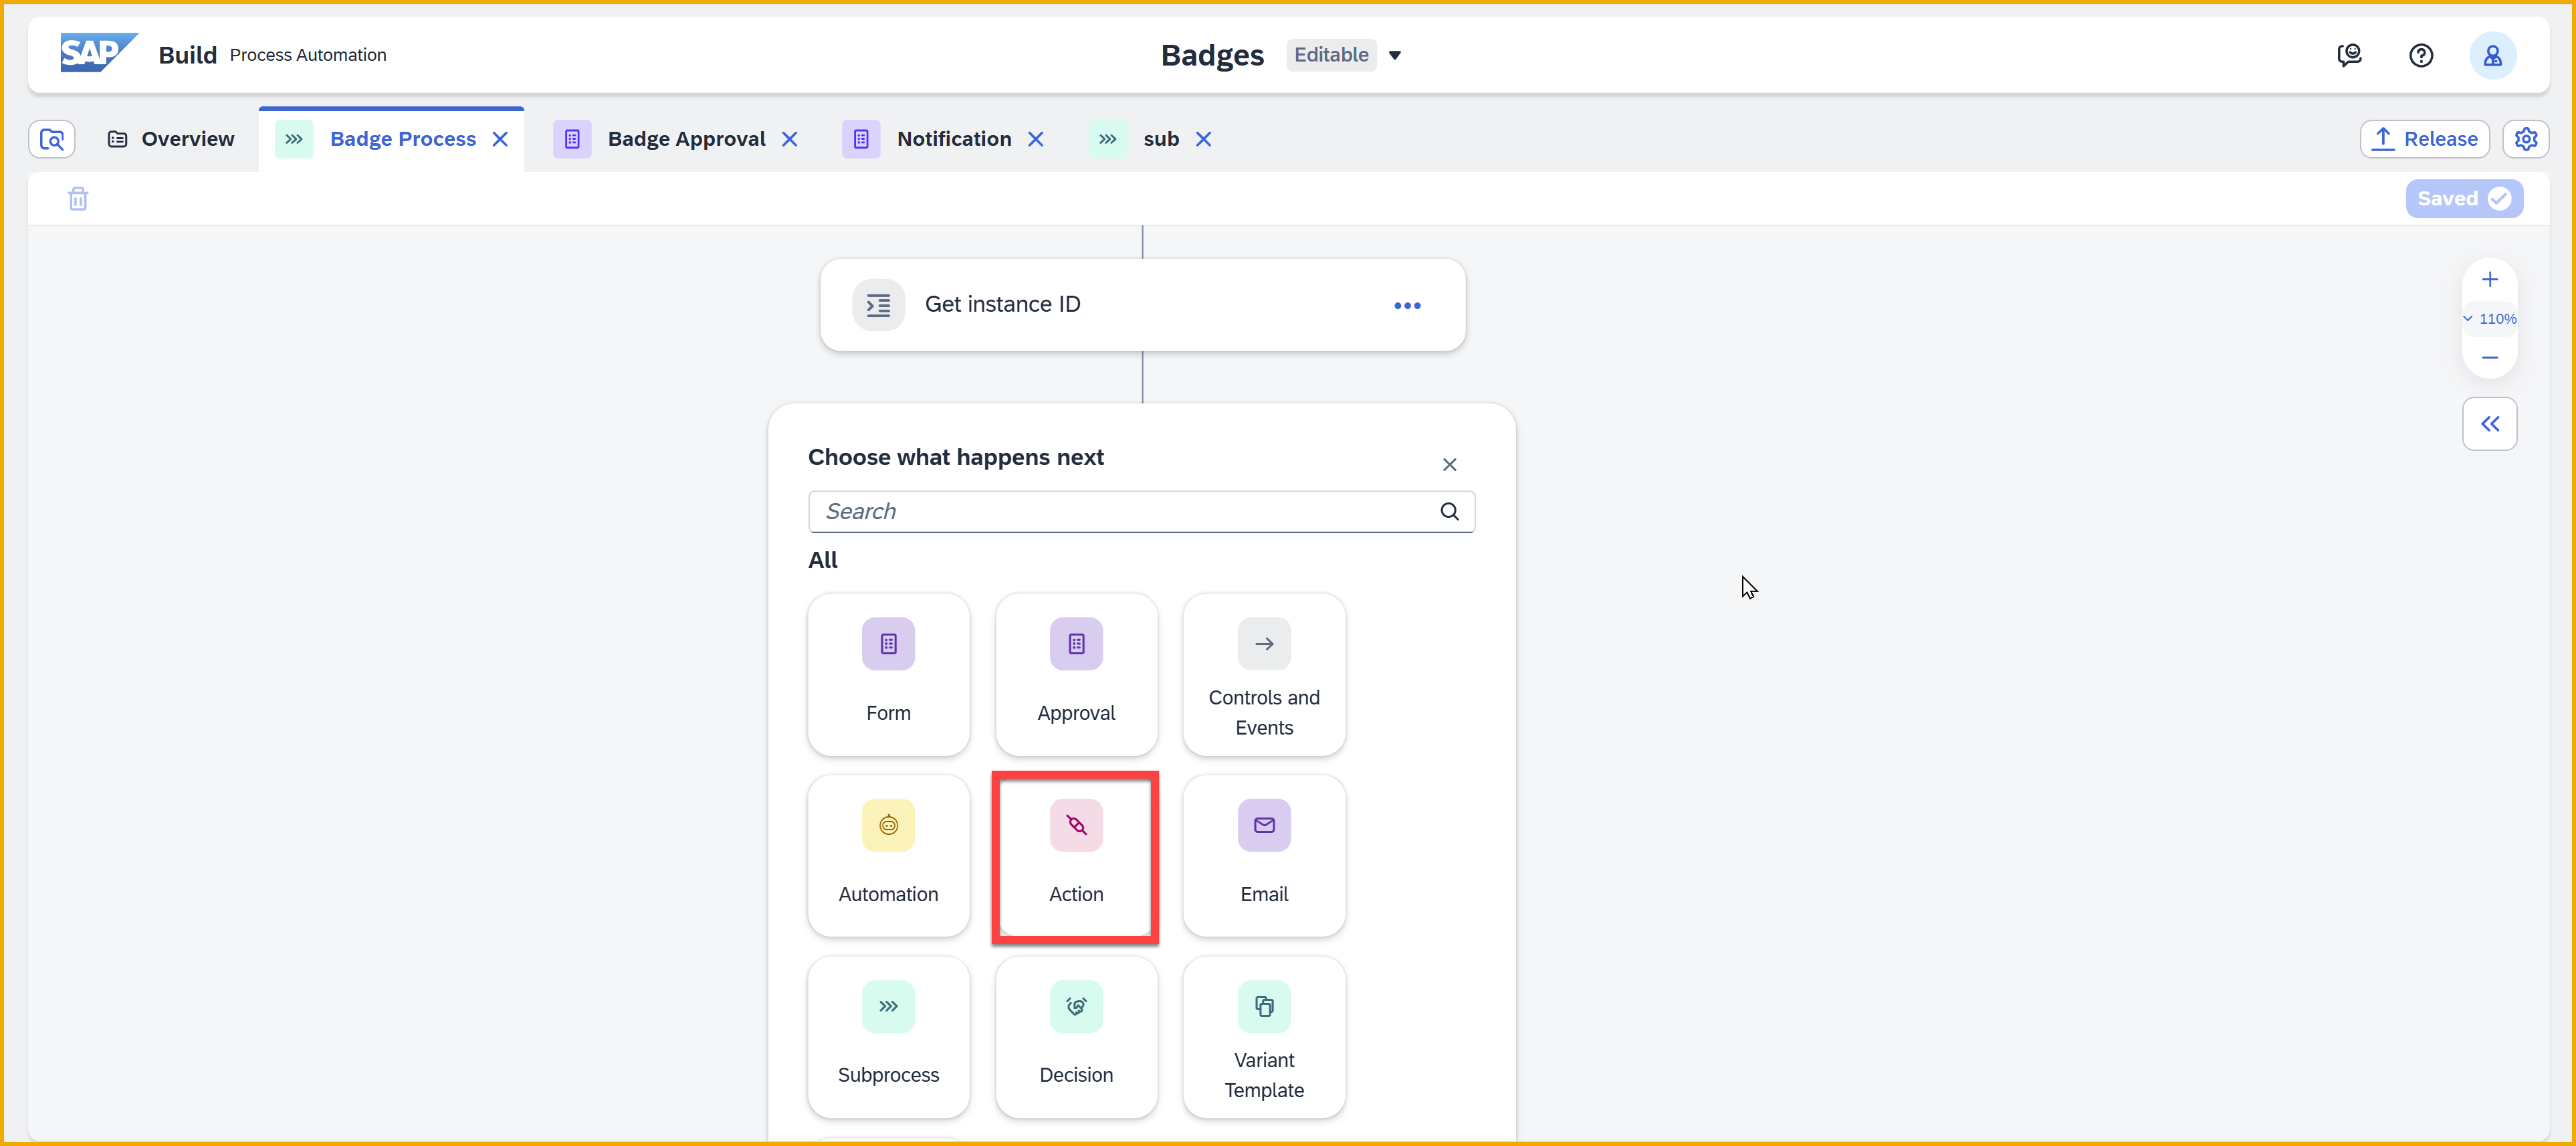 SAP Build Process Automation
Badges Editable
Overview Badge Process Badge Approval Notification sub Release
Saved
Get instance ID
110%
Choose what happens next
Search
All
Form Approval Controls and
Events
Automation Action Email
Subprocess Decision Variant
Template